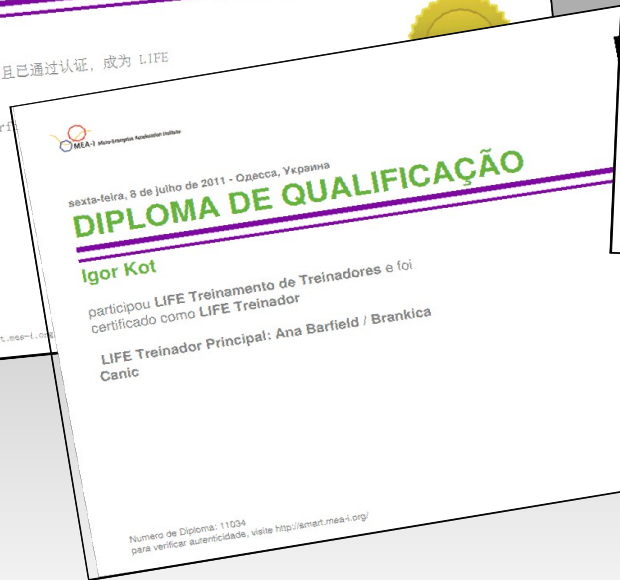 且已通过认证, 成为 LIFE
MEA-I Micro-Enterprise Acceleration Institute
sexta-feira, 8 de julho de 2011 - Одесса, Украина
DIPLOMA DE QUALIFICAÇÃO
Igor Kot
participou LIFE Treinamento de Treinadores e foi
certificado como LIFE Treinador
LIFE Treinador Principal: Ana Barfield / Brankica
Canic
Numero de Diploma: 11034
para verificar autenticidade, visite http://smart.mea-i.org/